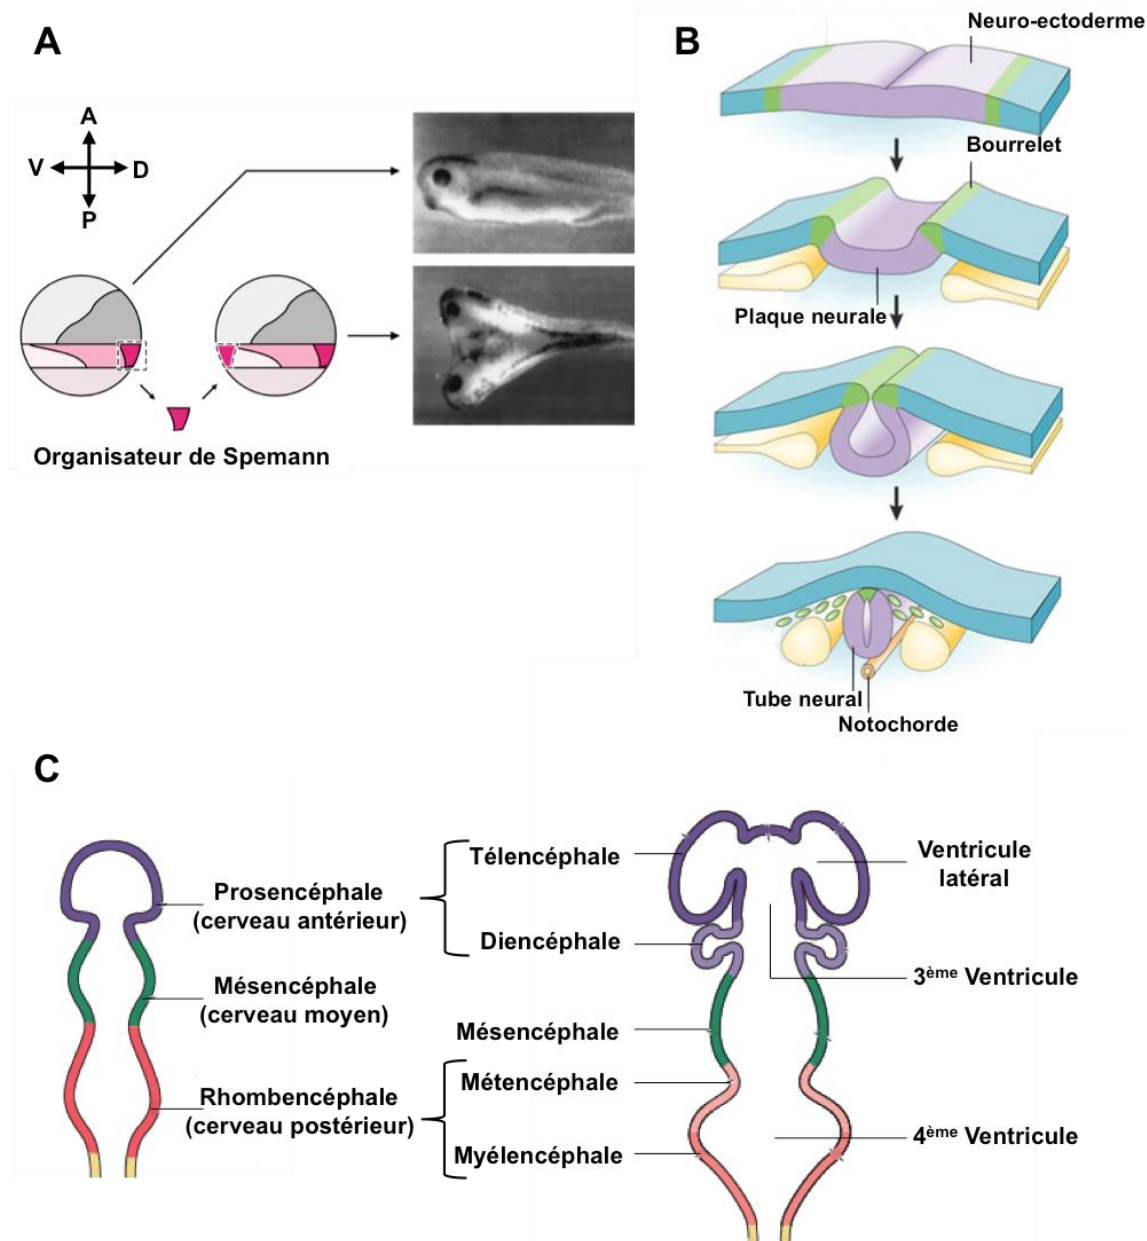 A
A
V
D
P
Organisateur de Spemann
B
Neuro-ectoderme
Bourrelet
Plaque neurale
Tube neural
Notochorde
C
Prosencéphale
(cerveau antérieur)
Mésencéphale
(cerveau moyen)
Rhombencéphale
(cerveau postérieur)
Télencéphale
Diencéphale
Mésencéphale
Métencéphale
Myélencéphale
Ventricule
latéral
3ème Ventricule
4ème Ventricule